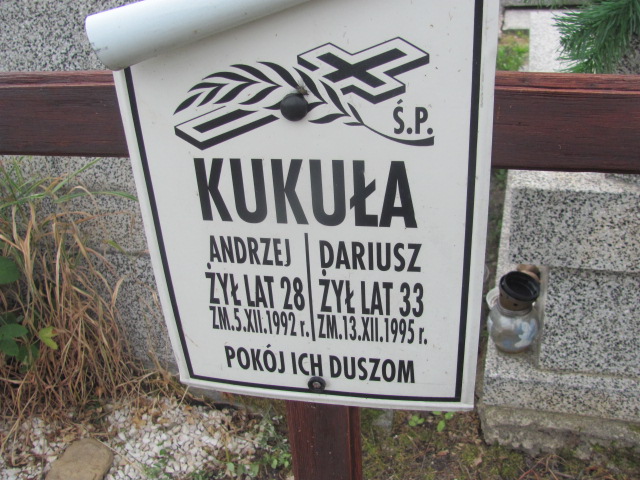 Ś.P.
KUKUŁA
ANDRZEJ
ŻYŁ LAT 28
ZM.5.XII.1992 r.
DARIUSZ
ŻYŁ LAT 33
ZM.13.XII.1995 r.
POKÓJ ICH DUSZOM